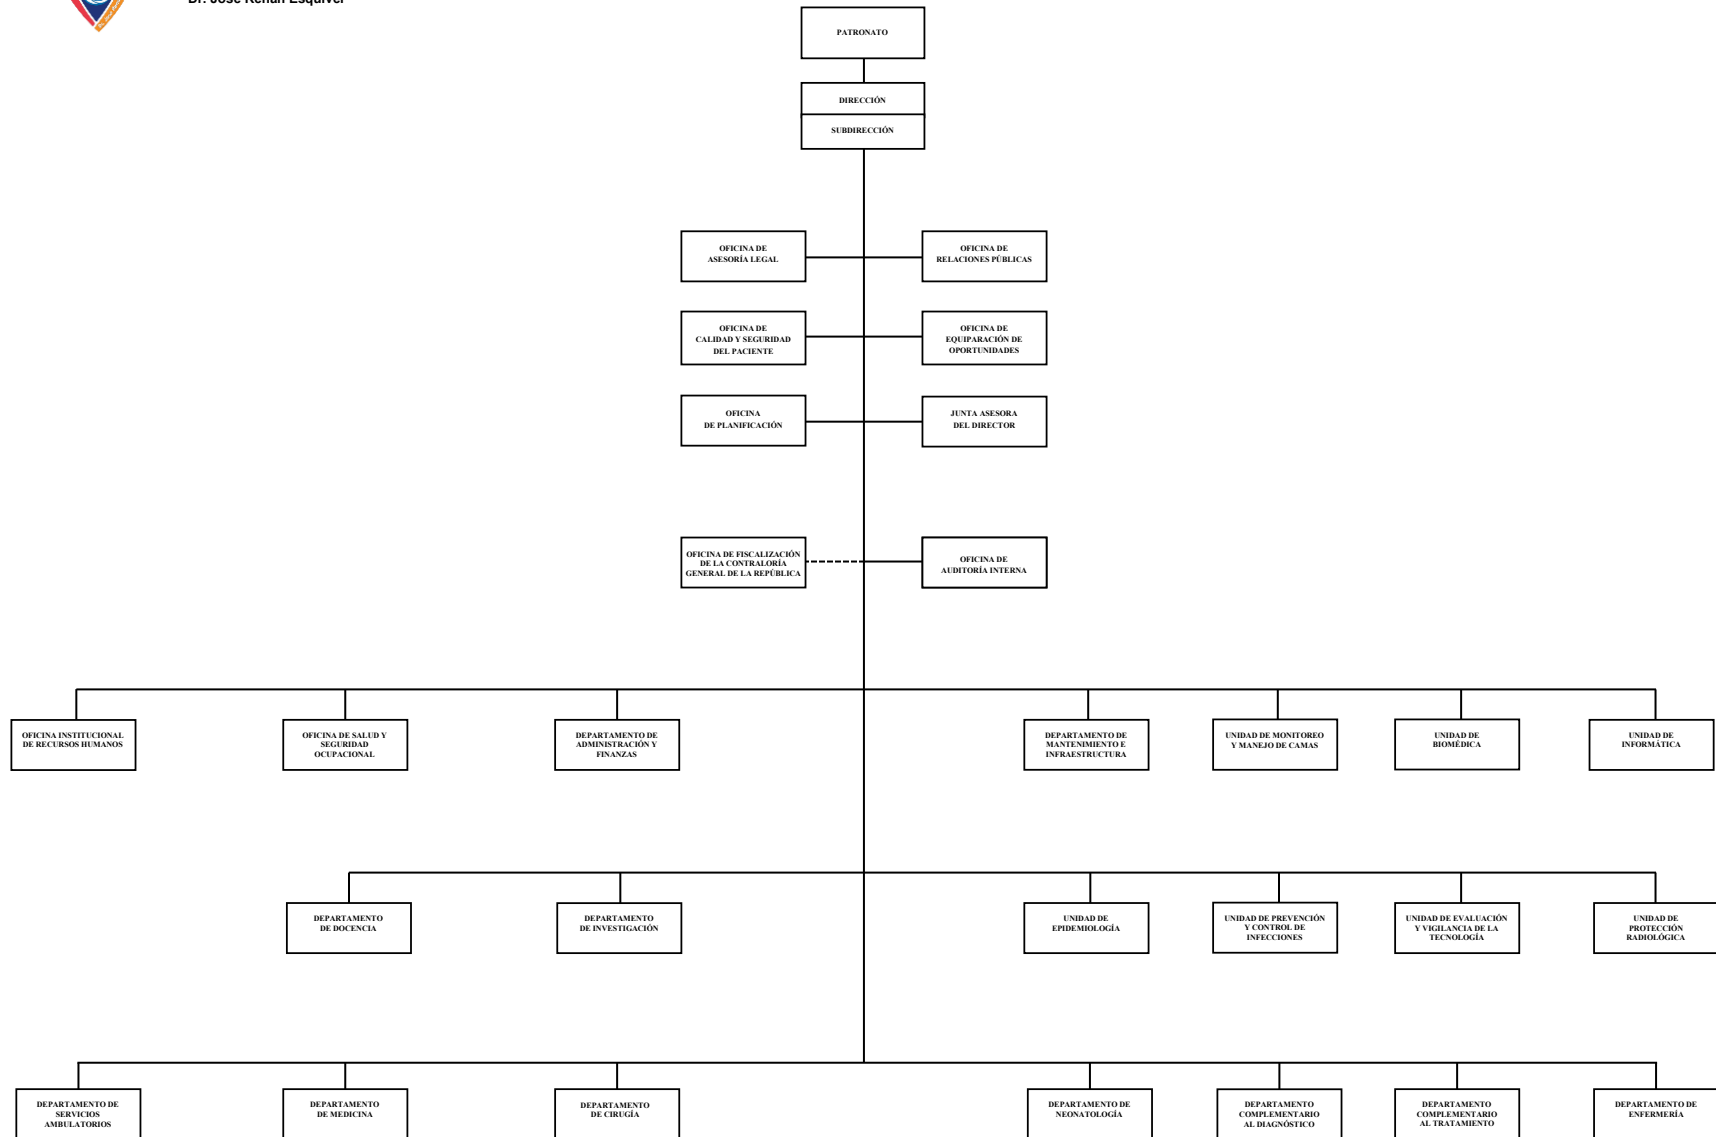 Dr. José Renán Esquivel
PATRONATO
DIRECCIÓN
SUBDIRECCIÓN
OFICINA DE
ASESORÍA LEGAL
OFICINA DE
RELACIONES PÚBLICAS
OFICINA DE
CALIDAD Y SEGURIDAD
DEL PACIENTE
OFICINA DE
EQUIPARACIÓN DE
OPORTUNIDADES
OFICINA
DE PLANIFICACIÓN
JUNTA ASESORA
DEL DIRECTOR
OFICINA DE FISCALIZACIÓN
DE LA CONTRALORÍA
GENERAL DE LA REPÚBLICA
OFICINA DE
AUDITORÍA INTERNA
OFICINA INSTITUCIONAL
DE RECURSOS HUMANOS
OFICINA DE SALUD Y
SEGURIDAD
OCUPACIONAL
DEPARTAMENTO DE
ADMINISTRACIÓN Y
FINANZAS
DEPARTAMENTO DE
MANTENIMIENTO E
INFRAESTRUCTURA
UNIDAD DE MONITOREO
Y MANEJO DE CAMAS
UNIDAD DE
BIOMÉDICA
UNIDAD DE
INFORMÁTICA
DEPARTAMENTO
DE DOCENCIA
DEPARTAMENTO
DE INVESTIGACIÓN
UNIDAD DE
EPIDEMIOLOGÍA
UNIDAD DE PREVENCIÓN
Y CONTROL DE
INFECCIONES
UNIDAD DE EVALUACIÓN
Y VIGILANCIA DE LA
TECNOLOGÍA
UNIDAD DE
PROTECCIÓN
RADIOLÓGICA
DEPARTAMENTO DE
SERVICIOS
AMBULATORIOS
DEPARTAMENTO
DE MEDICINA
DEPARTAMENTO
DE CIRUGÍA
DEPARTAMENTO DE
NEONATOLOGÍA
DEPARTAMENTO
COMPLEMENTARIO
AL DIAGNÓSTICO
DEPARTAMENTO
COMPLEMENTARIO
AL TRATAMIENTO
DEPARTAMENTO DE
ENFERMERÍA